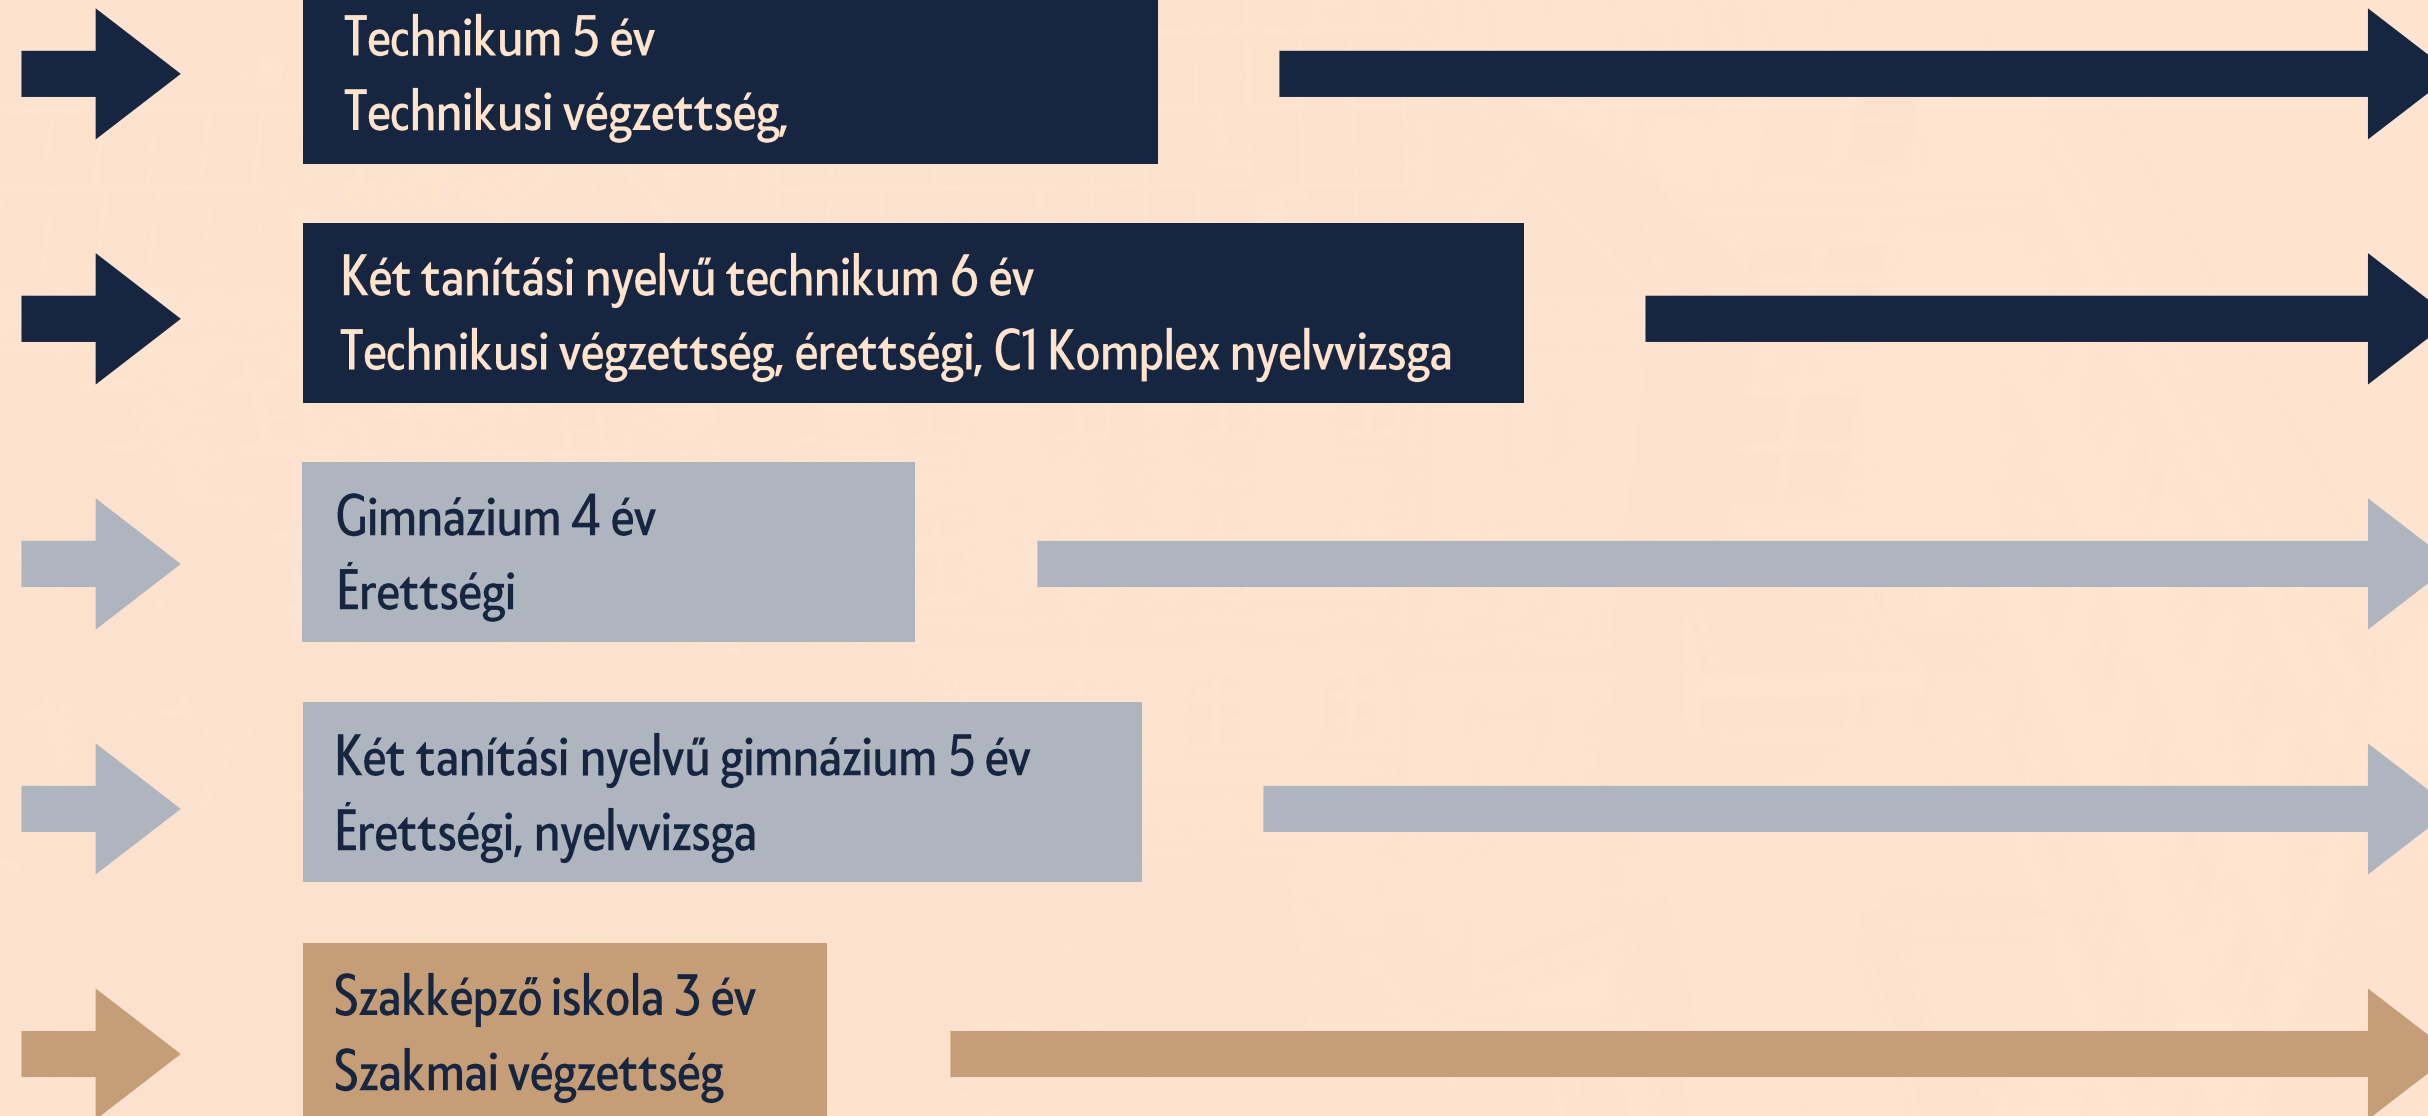 Technikum 5 év
Technikusi végzettség,
Két tanítási nyelvű technikum 6 év
Technikusi végzettség, érettségi, C1 Komplex nyelvvizsga
Gimnázium 4 év
Érettségi
Két tanítási nyelvű gimnázium 5 év
Érettségi, nyelvvizsga
Szakképző iskola 3 év
Szakmai végzettség